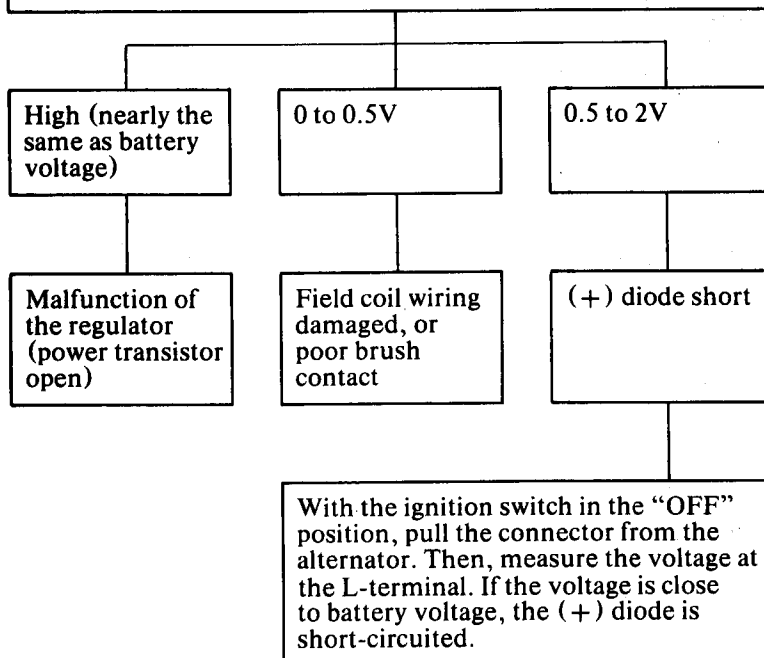 High (nearly the
same as battery
voltage)
0 to 0.5V
0.5 to 2V
Malfunction of
the regulator
(power transistor
open)
Field coil wiring
damaged, or
poor brush
contact
(+) diode short
With the ignition switch in the “OFF”
position, pull the connector from the
alternator. Then, measure the voltage at
the L-terminal. If the voltage is close
to battery voltage, the (+) diode is
short-circuited.